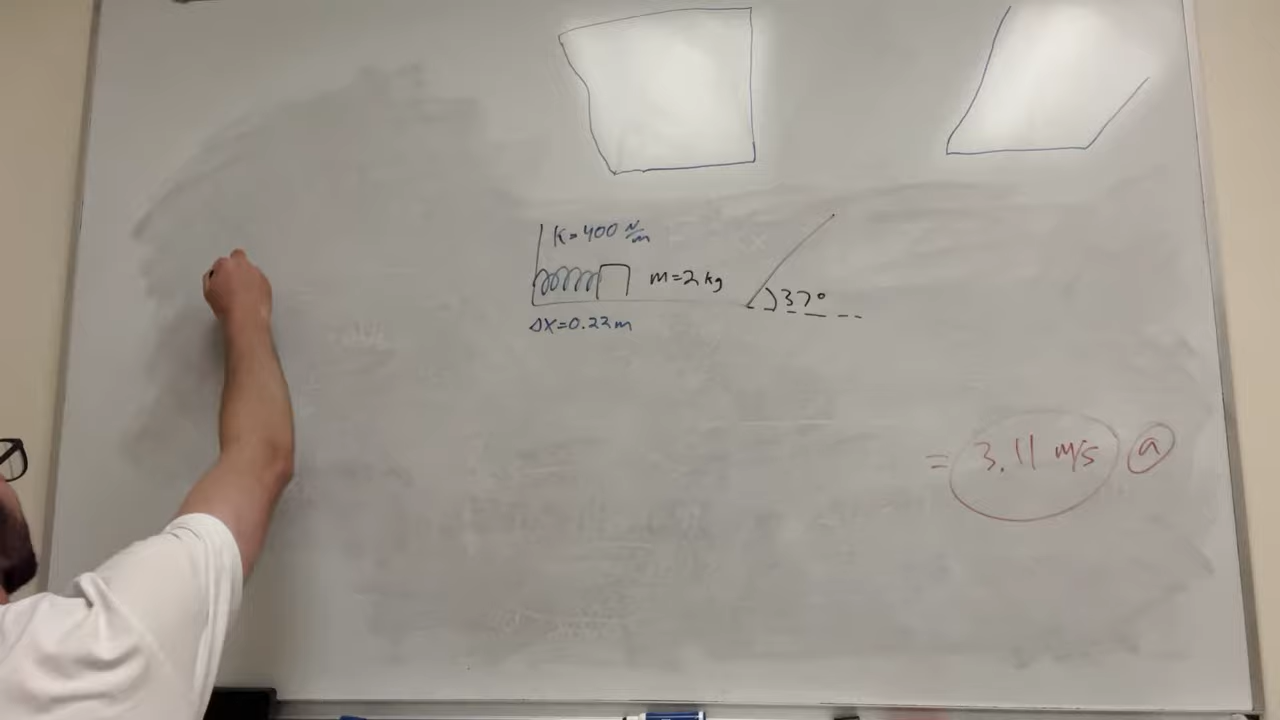 K=400 N/m
m=2kg
37°
Δx=0.22m
= 3.11 m/s a